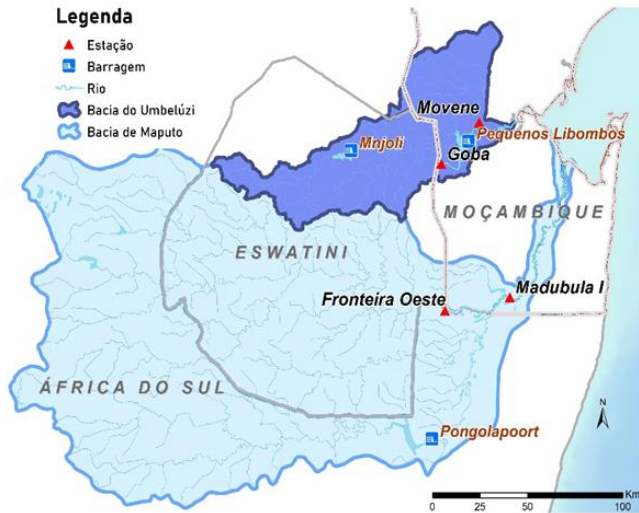 Legenda
Estação
Barragem
Rio
Bacia do Umbelúzi
Bacia de Maputo
Movene
Pequenos Libombos
Mnjoli
Goba
MOÇAMBIQUE
ESWATINI
Madubula I
Fronteira Oeste
ÁFRICA DO SUL
N
Pongolapoort
Km
0 25 50 100